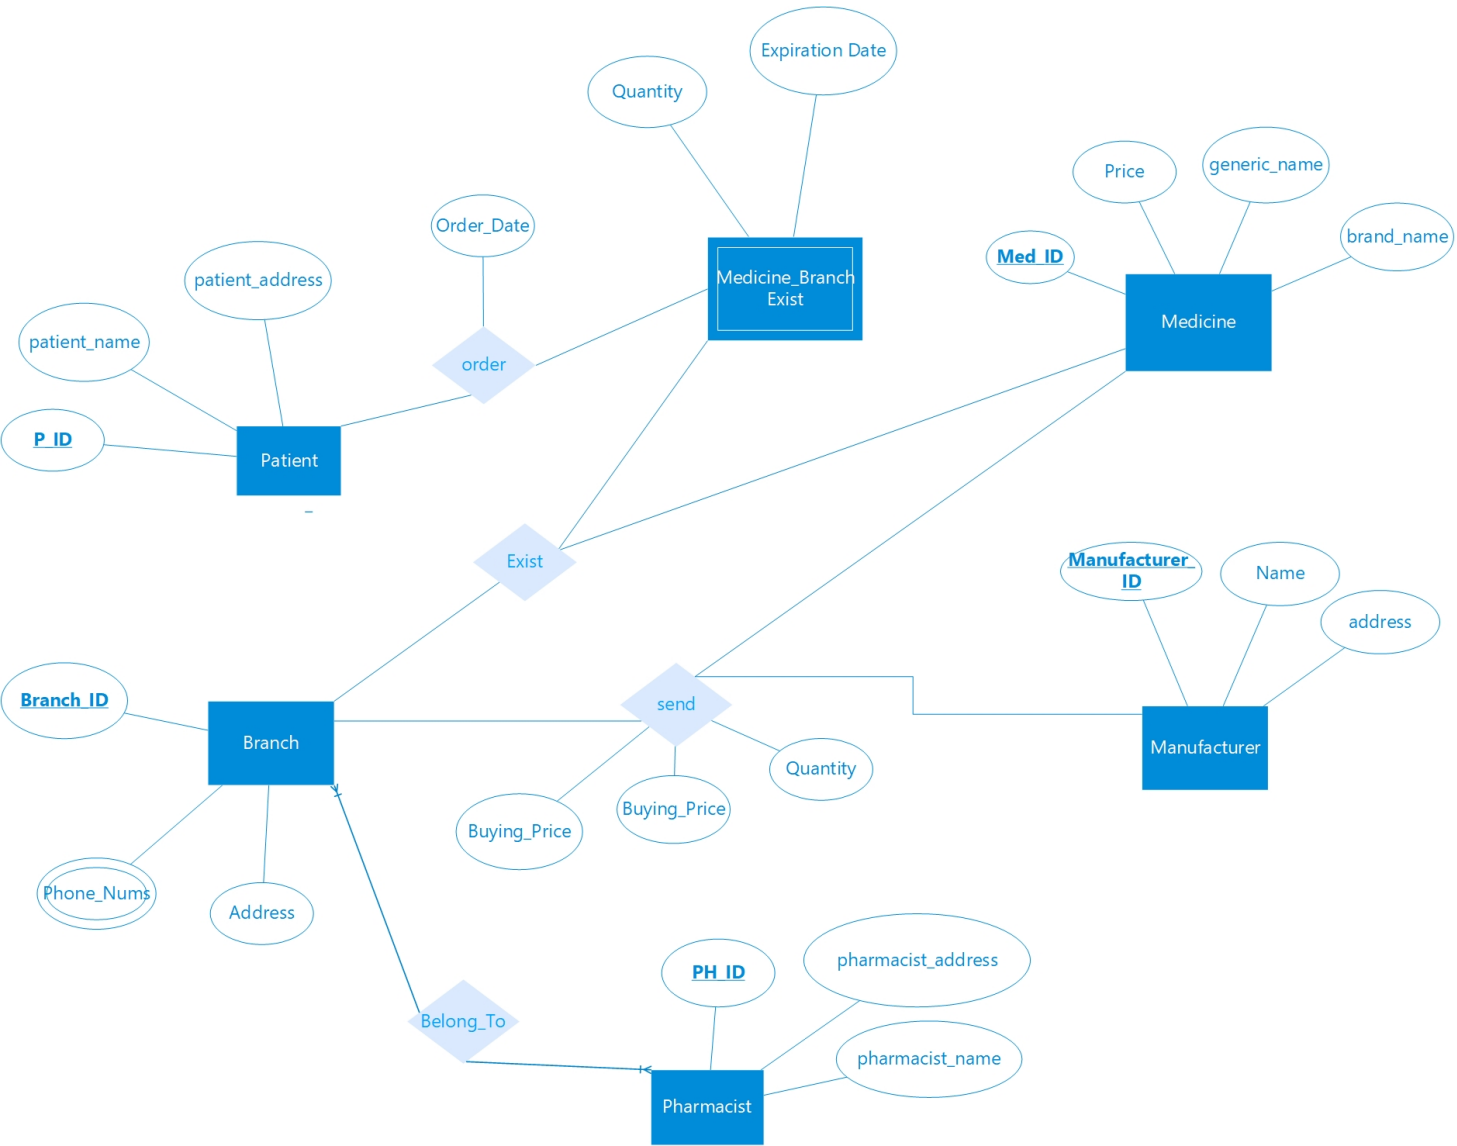 Expiration Date
Quantity
Price
generic_name
Order_Date
brand_name
Med_ID
patient_address
Medicine_Branch
Exist
Medicine
patient_name
order
P_ID
Patient
_
Exist
Manufacturer_
ID
Name
address
Branch_ID
send
Branch
Manufacturer
Quantity
Buying_Price
Buying_Price
Phone_Nums
Address
pharmacist_address
PH_ID
Belong_To
pharmacist_name
Pharmacist